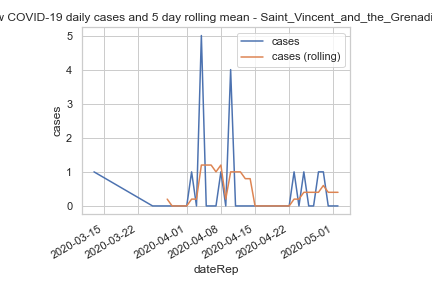 w COVID-19 daily cases and 5 day rolling mean - Saint_Vincent_and_the_Grenadi
cases
cases (rolling)
5
4
3
2
1
0
cases
2020-03-15
2020-03-22
2020-04-01
2020-04-08
2020-04-15
2020-04-22
2020-05-01
dateRep